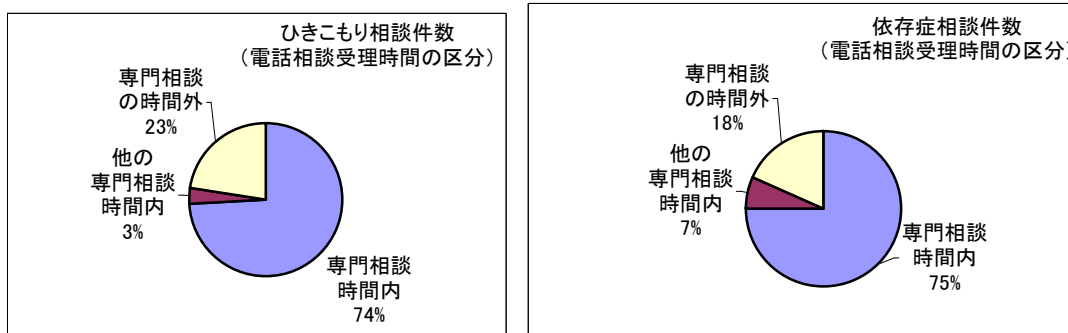 ひきこもり相談件数
（電話相談受理時間の区分）
専門相談
の時間外
23%
他の
専門相談
時間内
3%
専門相談
時間内
74%
依存症相談件数
（電話相談受理時間の区分）
専門相談
の時間外
18%
他の
専門相談
時間内
7%
専門相談
時間内
75%